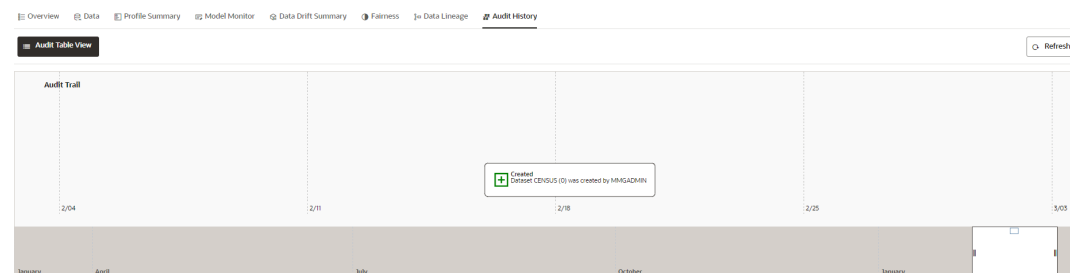 Overview Data Profile Summary Model Monitor Data Drift Summary Fairness Data Lineage Audit History
Audit Table View Refresh
Audit Trail
Created
Dataset CENSUS (0) was created by MMGADMIN
2/04 2/11 2/18 2/25 3/03
January April July October January